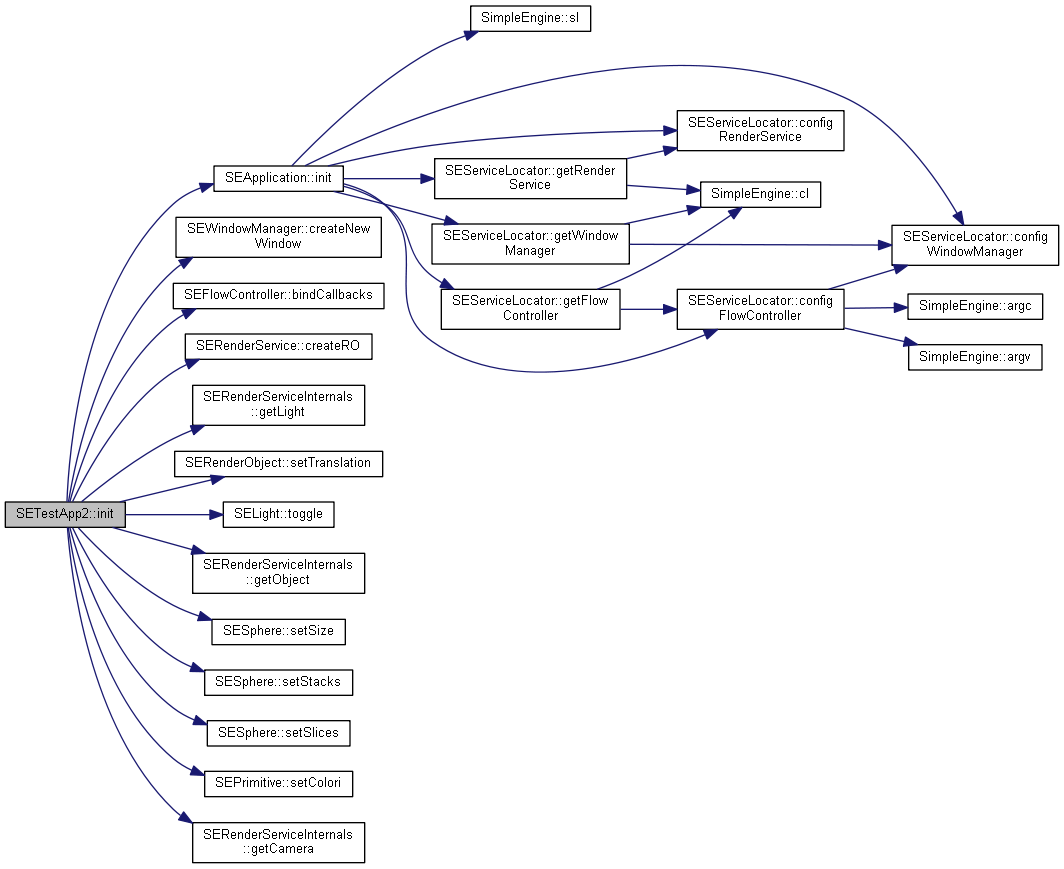 SETestApp2::init
SEApplication::init
SimpleEngine::sl
SEServiceLocator::config
RenderService
SEServiceLocator::getRender
Service
SimpleEngine::cl
SEServiceLocator::getWindow
Manager
SEServiceLocator::config
WindowManager
SEServiceLocator::getFlow
Controller
SEServiceLocator::config
FlowController
SimpleEngine::argc
SimpleEngine::argv
SEWindowManager::createNew
Window
SEFlowController::bindCallbacks
SERenderService::createRO
SERenderServiceInternals
::getLight
SERenderObject::setTranslation
SELight::toggle
SERenderServiceInternals
::getObject
SESphere::setSize
SESphere::setStacks
SESphere::setSlices
SEPrimitive::setColori
SERenderServiceInternals
::getCamera